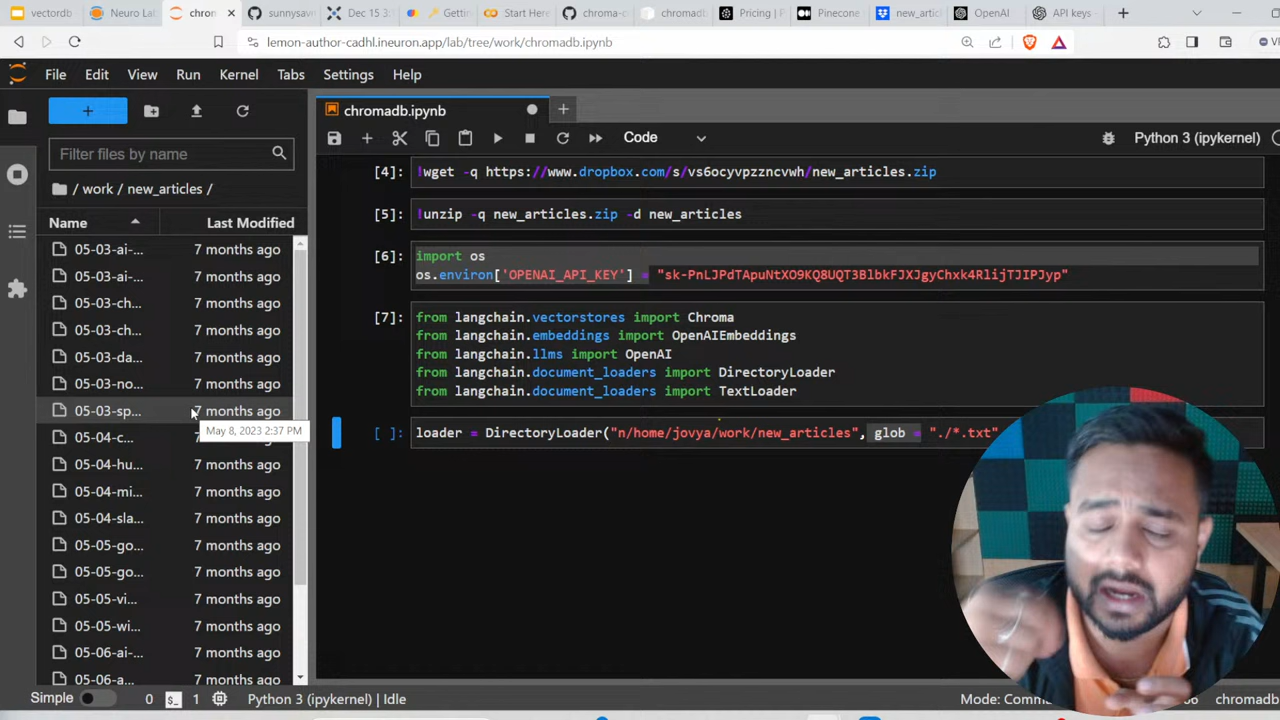 vectordb
Neuro Lab
chrom
sunnysav
Dec 15 3:
Gettin
Start Here
chroma-c
chromad
Pricing | P
Pinecone
new_artic
OpenAI
API keys
lemon-author-cadhl.ineuron.app/lab/tree/work/chromadb.ipynb
File Edit View Run Kernel Tabs Settings Help
chromadb.ipynb
Code
Python 3 (ipykernel)
Filter files by name
/ work / new_articles /
Name Last Modified
05-03-ai-... 7 months ago
05-03-ai-... 7 months ago
05-03-ch... 7 months ago
05-03-ch... 7 months ago
05-03-da... 7 months ago
05-03-no... 7 months ago
05-03-sp... 7 months ago
May 8, 2023 2:37 PM
05-04-c...
05-04-hu... 7 months ago
05-04-mi... 7 months ago
05-04-sla... 7 months ago
05-05-go... 7 months ago
05-05-go... 7 months ago
05-05-vi... 7 months ago
05-05-wi... 7 months ago
05-06-ai-... 7 months ago
05-06-a... 7 months ago
[4]: !wget -q https://www.dropbox.com/s/vs6ocyvpzzncvwh/new_articles.zip
[5]: !unzip -q new_articles.zip -d new_articles
[6]: import os
os.environ['OPENAI_API_KEY'] = "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"
[7]: from langchain.vectorstores import Chroma
from langchain.embeddings import OpenAIEmbeddings
from langchain.llms import OpenAI
from langchain.document_loaders import DirectoryLoader
from langchain.document_loaders import TextLoader
[ ]: loader = DirectoryLoader("n/home/jovya/work/new_articles", glob = "./*.txt"
Simple 0 1 Python 3 (ipykernel) | Idle
Mode: Comm
chromadb